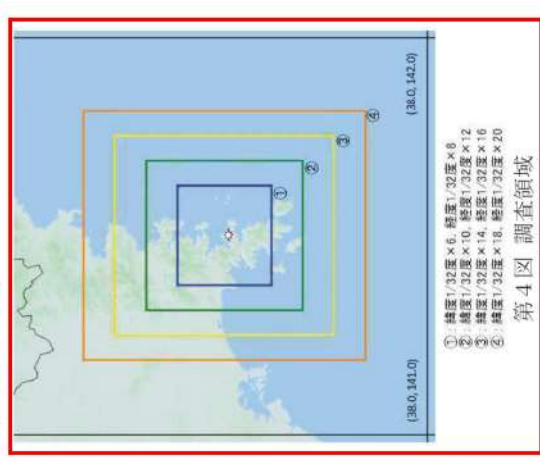 (38.0, 141.0)
(38.0, 142.0)
①
②
③
④
①:緯度1/32度×6, 経度1/32度×8
②:緯度1/32度×10, 経度1/32度×12
③:緯度1/32度×14, 経度1/32度×16
④:緯度1/32度×18, 経度1/32度×20
第4図 調査領域